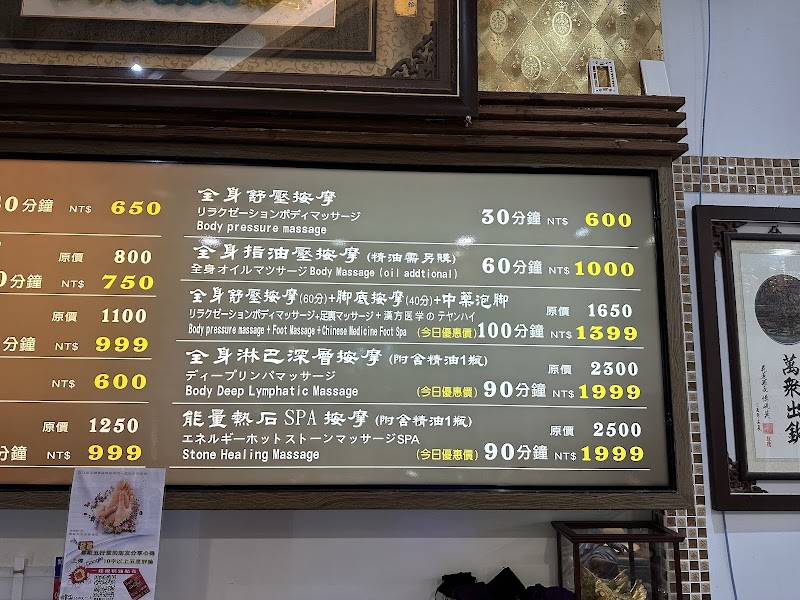 30分鐘 NT$ 650
原價 800
0分鐘 NT$ 750
原價 1100
分鐘 NT$ 999
NT$ 600
原價 1250
分鐘 NT$ 999
全身舒壓按摩
リラクゼーションボディマッサージ
Body pressure massage
30分鐘 NT$ 600
全身指油壓按摩 (精油需另購)
全身オイルマツサージ Body Massage (oil addtional)
60分鐘 NT$ 1000
全身舒壓按摩(60分)+腳底按摩(40分)+中藥泡腳
リラクゼーションボディマッサージ+足裏マッサージ+漢方医学のテヤンハイ
原價 1650
Body pressure massage + Foot Massage + Chinese Medicine Foot Spa
(今日優惠價) 100分鐘 NT$ 1399
全身淋巴深層按摩 (附含精油1瓶)
原價 2300
ディープリンパマッサージ
Body Deep Lymphatic Massage
(今日優惠價) 90分鐘 NT$ 1999
能量熱石 SPA 按摩 (附含精油1瓶)
原價 2500
エネルギーホットストーンマッサージSPA
Stone Healing Massage
(今日優惠價) 90分鐘 NT$ 1999
萬眾出鈥